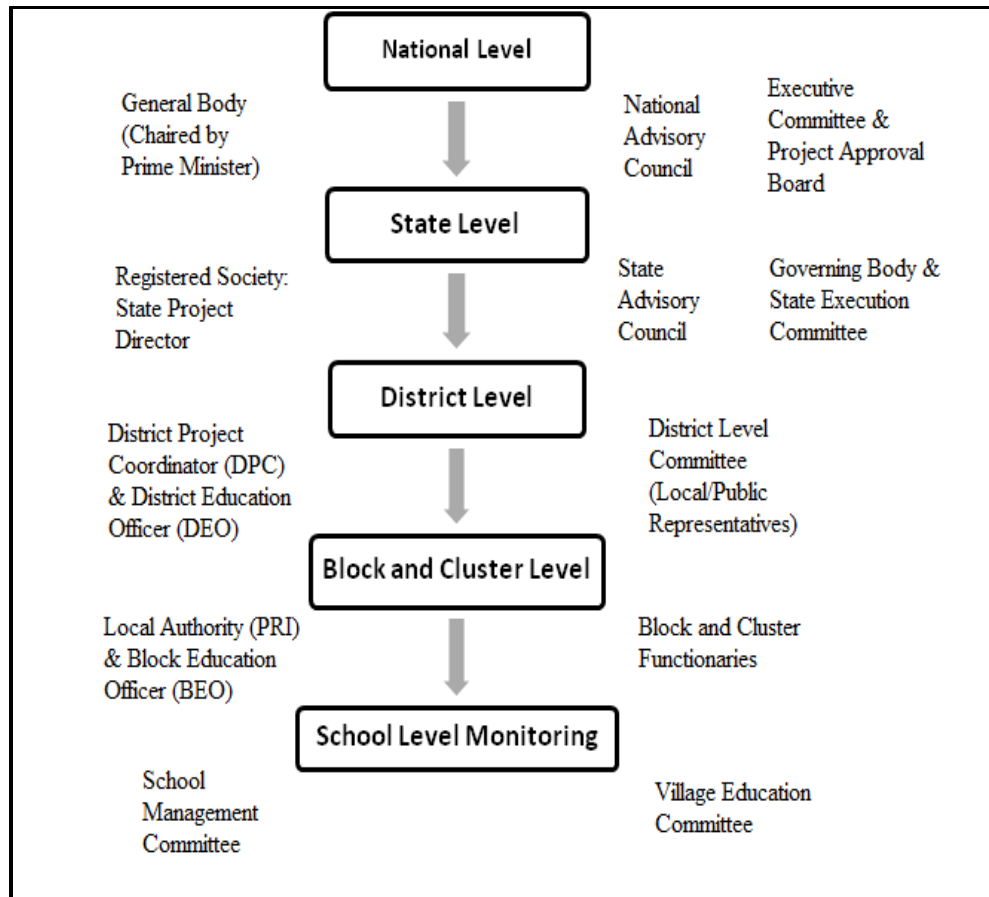 National Level
General Body
(Chaired by
Prime Minister)
National
Advisory
Council
Executive
Committee &
Project Approval
Board
State Level
Registered Society:
State Project
Director
State
Advisory
Council
Governing Body &
State Execution
Committee
District Level
District Project
Coordinator (DPC)
& District Education
Officer (DEO)
District Level
Committee
(Local/Public
Representatives)
Block and Cluster Level
Local Authority (PRI)
& Block Education
Officer (BEO)
Block and Cluster
Functionaries
School Level Monitoring
School
Management
Committee
Village Education
Committee